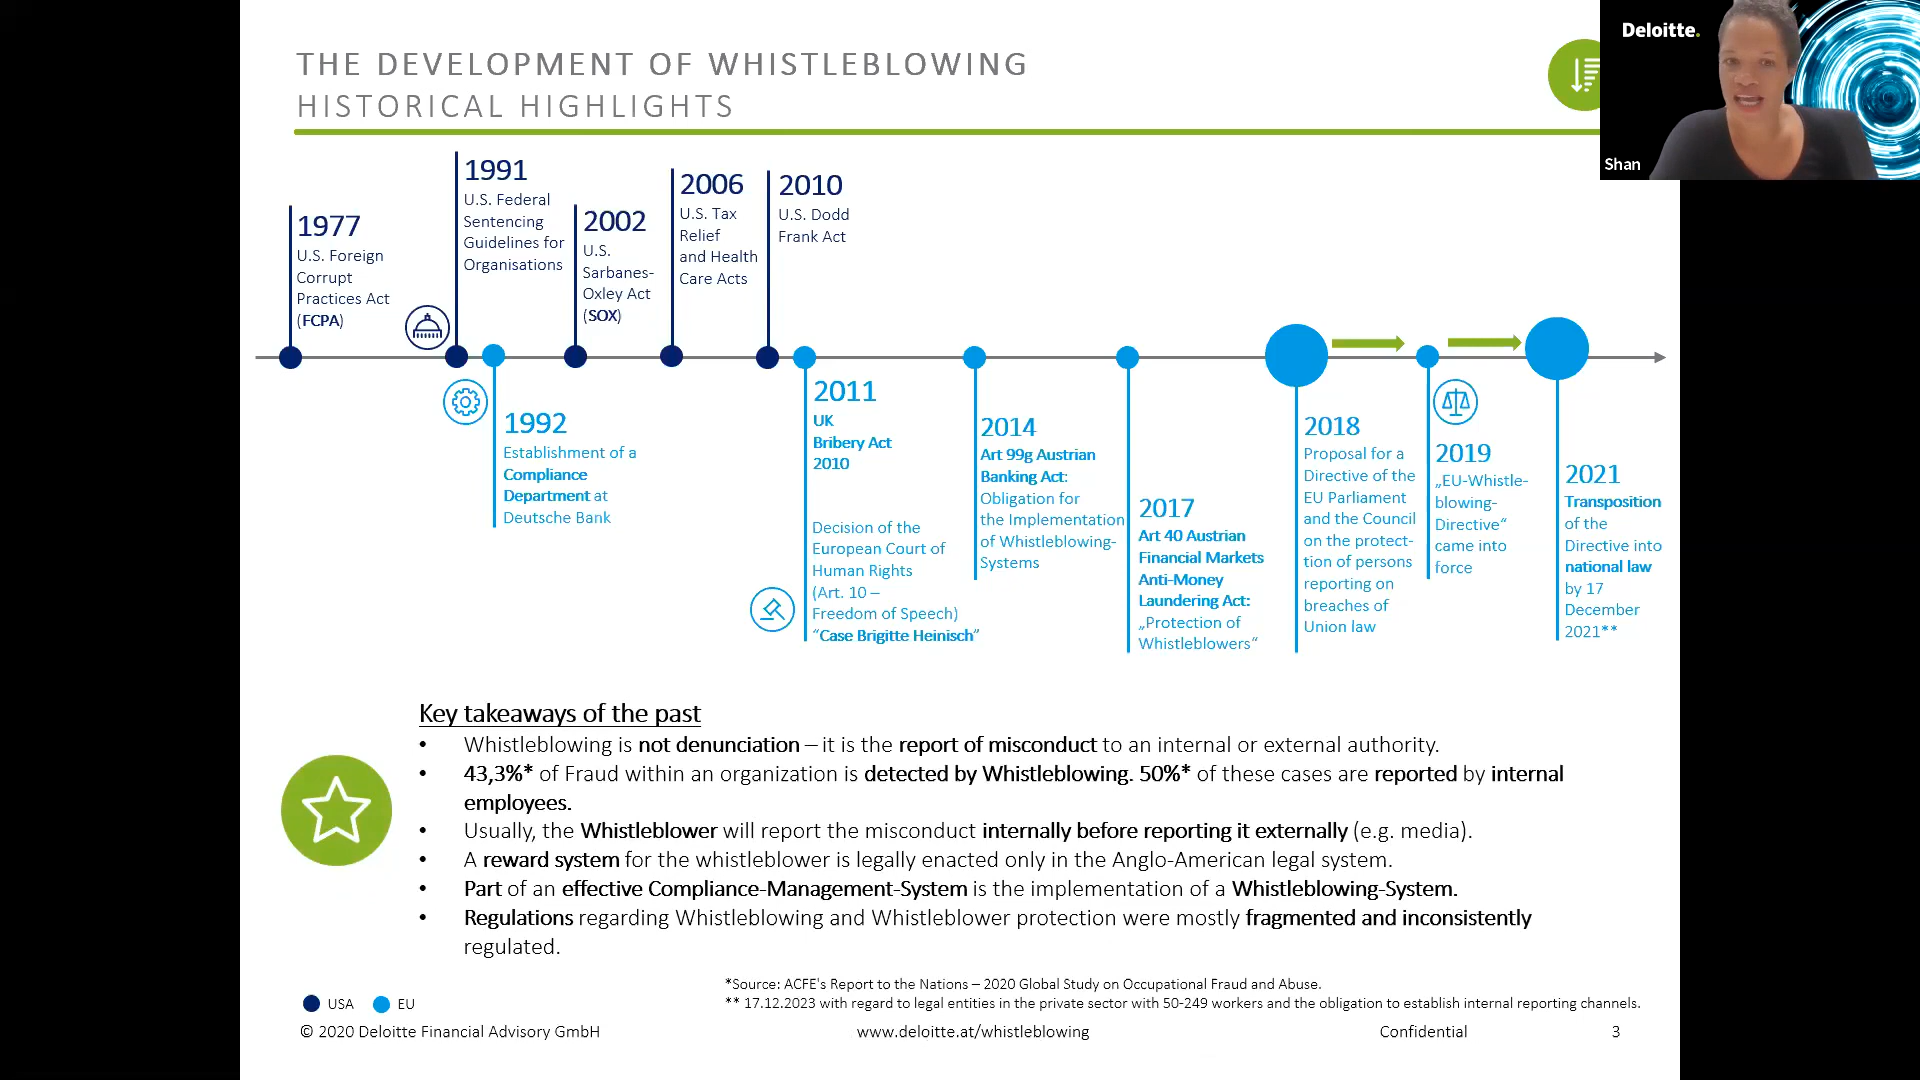 THE DEVELOPMENT OF WHISTLEBLOWING
HISTORICAL HIGHLIGHTS
Deloitte.
Shan
1977
U.S. Foreign
Corrupt
Practices Act
(FCPA)
1991
U.S. Federal
Sentencing
Guidelines for
Organisations
2002
U.S.
Sarbanes-
Oxley Act
(SOX)
2006
U.S. Tax
Relief
and Health
Care Acts
2010
U.S. Dodd
Frank Act
1992
Establishment of a
Compliance
Department at
Deutsche Bank
2011
UK
Bribery Act
2010
Decision of the
European Court of
Human Rights
(Art. 10 –
Freedom of Speech)
“Case Brigitte Heinisch”
2014
Art 99g Austrian
Banking Act:
Obligation for
the Implementation
of Whistleblowing-
Systems
2017
Art 40 Austrian
Financial Markets
Anti-Money
Laundering Act:
„Protection of
Whistleblowers“
2018
Proposal for a
Directive of the
EU Parliament
and the Council
on the protect-
tion of persons
reporting on
breaches of
Union law
2019
„EU-Whistle-
blowing-
Directive“
came into
force
2021
Transposition
of the
Directive into
national law
by 17
December
2021**
Key takeaways of the past
• Whistleblowing is not denunciation – it is the report of misconduct to an internal or external authority.
• 43,3%* of Fraud within an organization is detected by Whistleblowing. 50%* of these cases are reported by internal
employees.
• Usually, the Whistleblower will report the misconduct internally before reporting it externally (e.g. media).
• A reward system for the whistleblower is legally enacted only in the Anglo-American legal system.
• Part of an effective Compliance-Management-System is the implementation of a Whistleblowing-System.
• Regulations regarding Whistleblowing and Whistleblower protection were mostly fragmented and inconsistently
regulated.
*Source: ACFE's Report to the Nations – 2020 Global Study on Occupational Fraud and Abuse.
** 17.12.2023 with regard to legal entities in the private sector with 50-249 workers and the obligation to establish internal reporting channels.
USA EU
© 2020 Deloitte Financial Advisory GmbH www.deloitte.at/whistleblowing Confidential 3